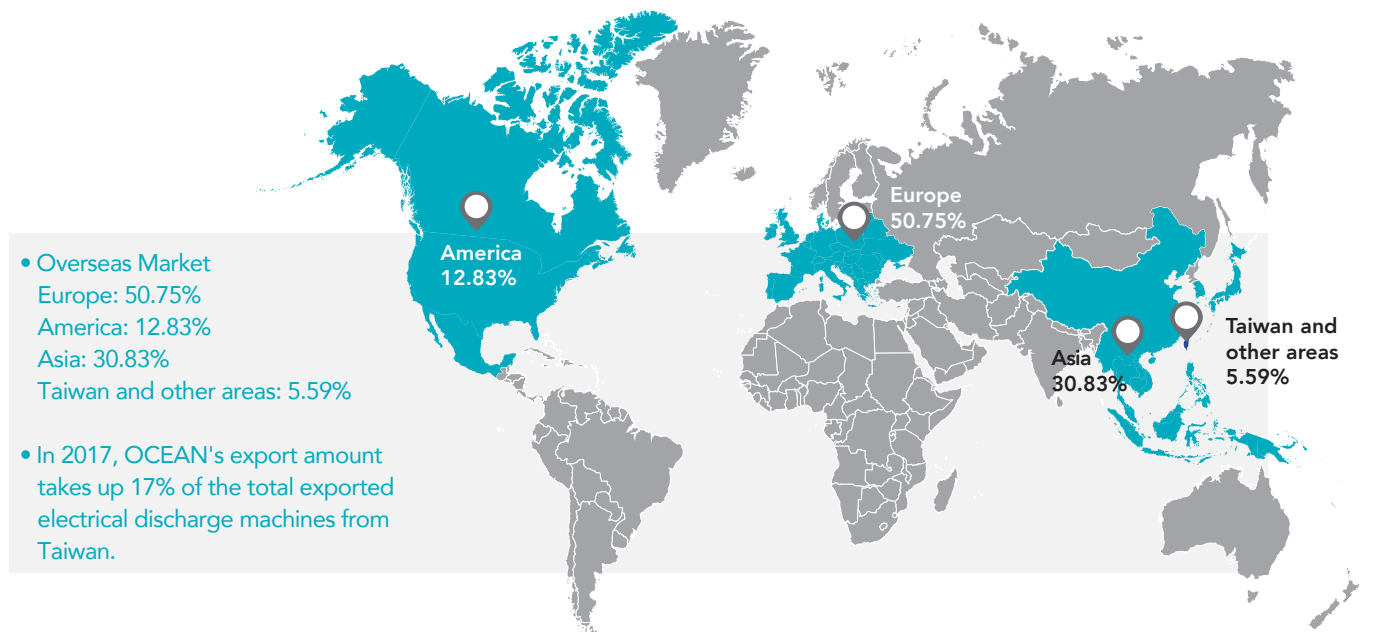 • Overseas Market
Europe: 50.75%
America: 12.83%
Asia: 30.83%
Taiwan and other areas: 5.59%
• In 2017, OCEAN's export amount
takes up 17% of the total exported
electrical discharge machines from
Taiwan.
America
12.83%
Europe
50.75%
Asia
30.83%
Taiwan and
other areas
5.59%